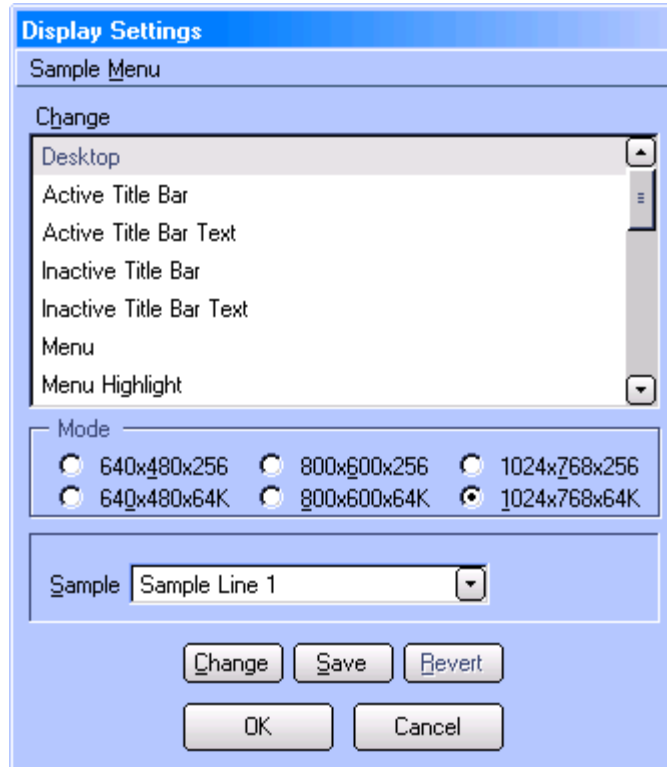 Display Settings
Sample Menu
Change
Desktop
Active Title Bar
Active Title Bar Text
Inactive Title Bar
Inactive Title Bar Text
Menu
Menu Highlight
Mode
640x480x256 800x600x256 1024x768x256
640x480x64K 800x600x64K 1024x768x64K
Sample Sample Line 1
Change Save Revert
OK Cancel